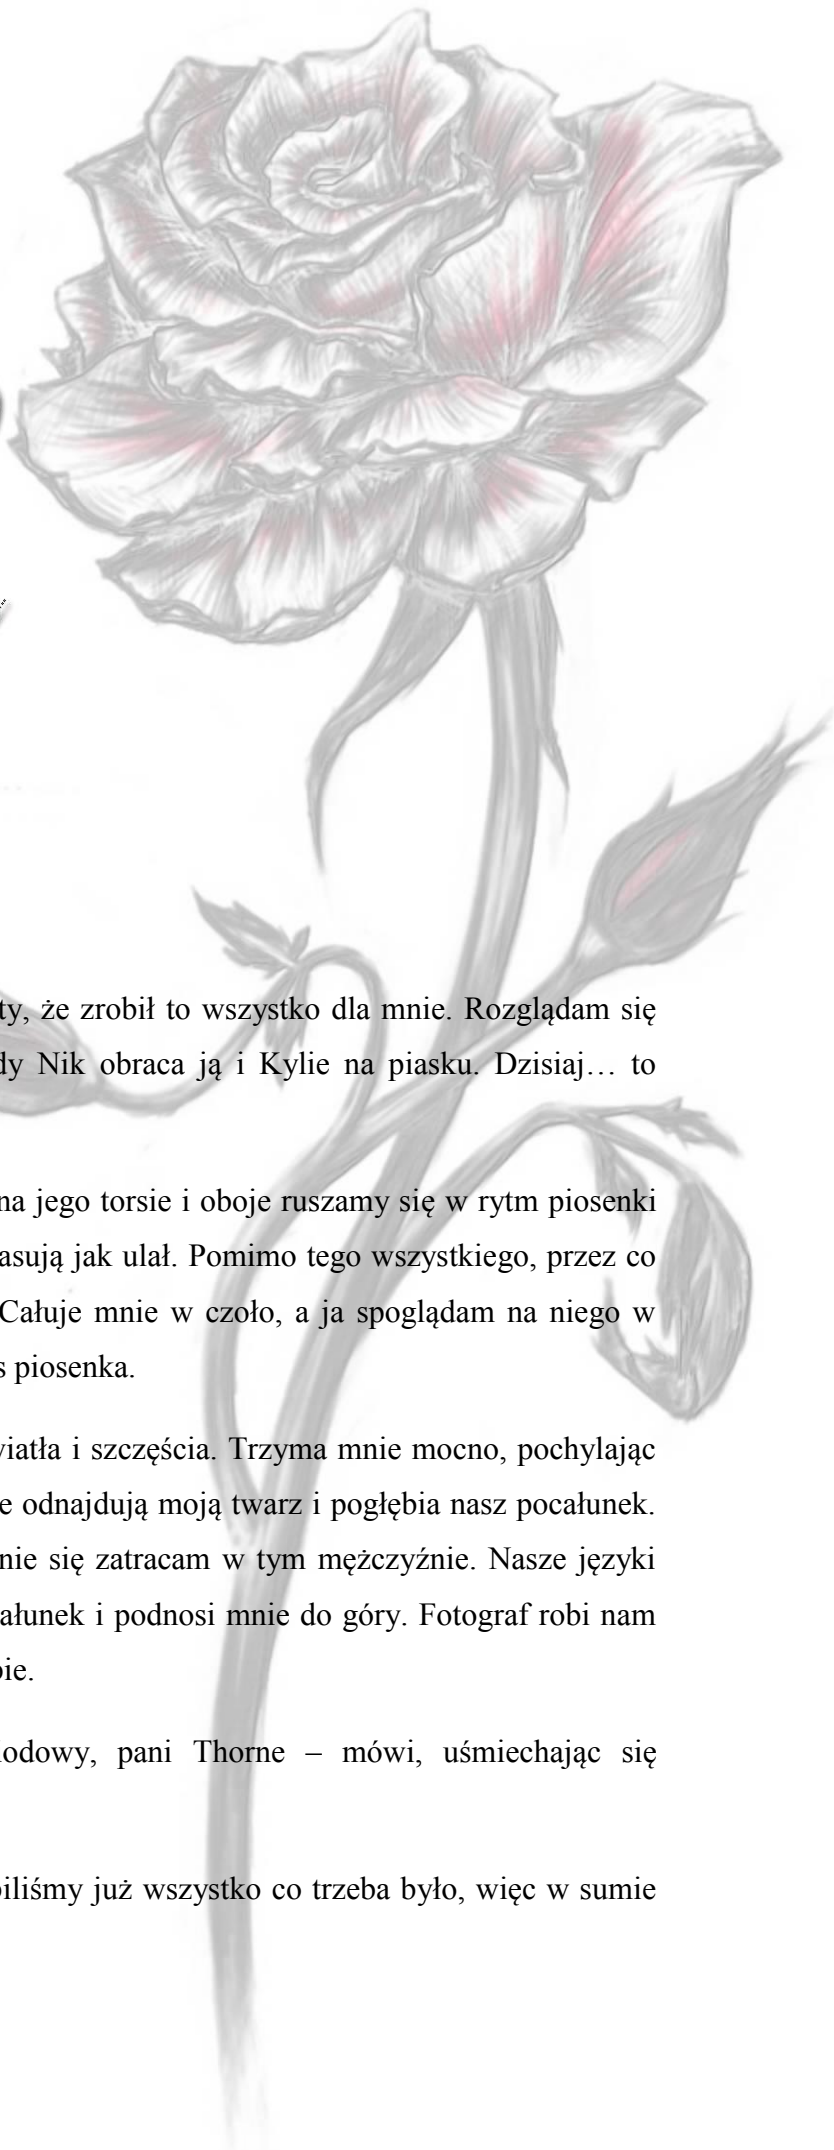 ty, że zrobił to wszystko dla mnie. Rozglądam się
dy Nik obraca ją i Kylie na piasku. Dzisiaj… to
na jego torsie i oboje ruszamy się w rytm piosenki
asują jak ulał. Pomimo tego wszystkiego, przez co
Całuje mnie w czoło, a ja spoglądam na niego w
s piosenka.
wiatła i szczęścia. Trzyma mnie mocno, pochylając
e odnajdują moją twarz i pogłębia nasz pocałunek.
nie się zatracam w tym mężczyźnie. Nasze języki
ałunek i podnosi mnie do góry. Fotograf robi nam
bie.
iodowy, pani Thorne – mówi, uśmiechając się
biliśmy już wszystko co trzeba było, więc w sumie